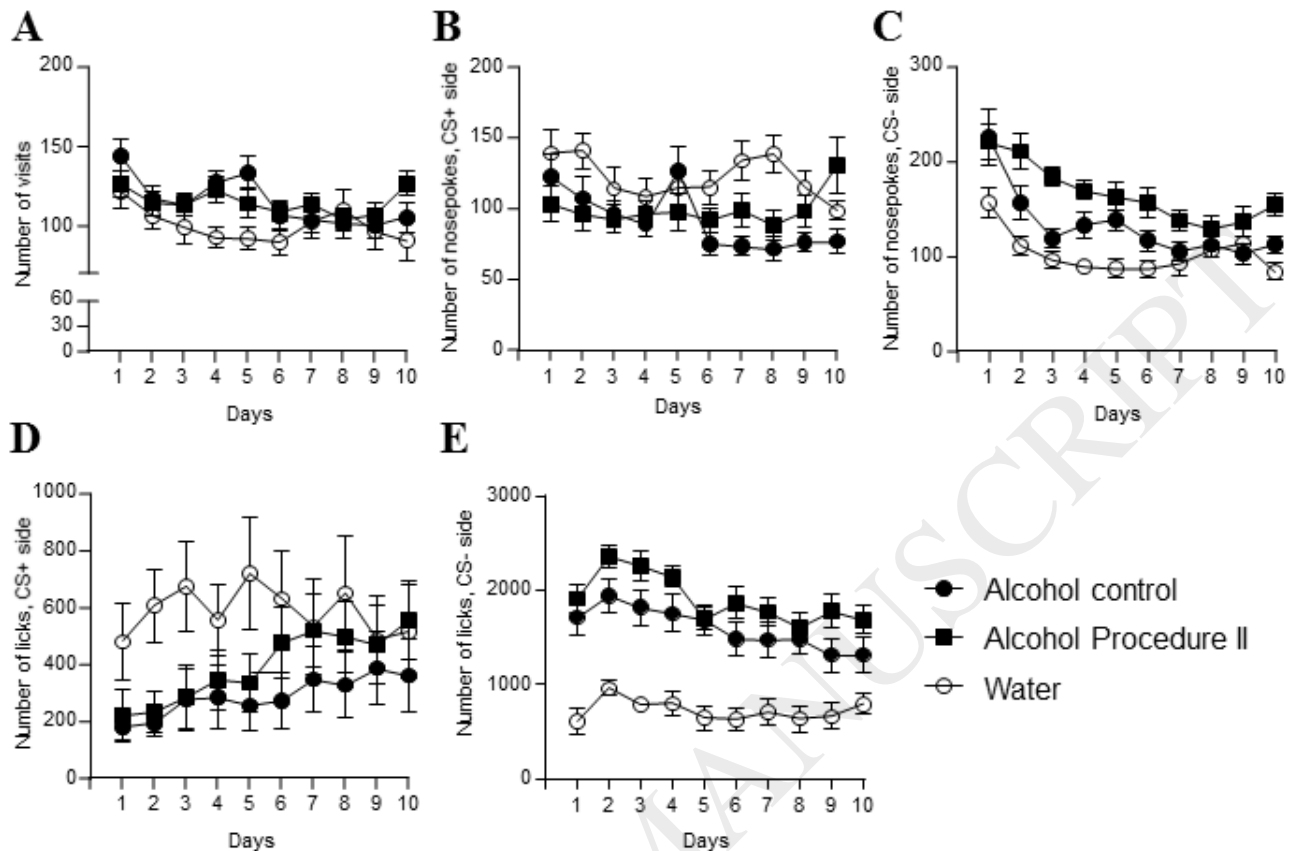 A
Number of visits
200
150
100
60
30
0
1 2 3 4 5 6 7 8 9 10
Days
B
Number of nosepokes, CS+ side
200
150
100
50
0
1 2 3 4 5 6 7 8 9 10
Days
C
Number of nosepokes, CS- side
300
200
100
0
1 2 3 4 5 6 7 8 9 10
Days
D
Number of licks, CS+ side
1000
800
600
400
200
0
1 2 3 4 5 6 7 8 9 10
Days
E
Number of licks, CS- side
3000
2000
1000
0
1 2 3 4 5 6 7 8 9 10
Days
Alcohol control
Alcohol Procedure II
Water
MANUSCRIPT